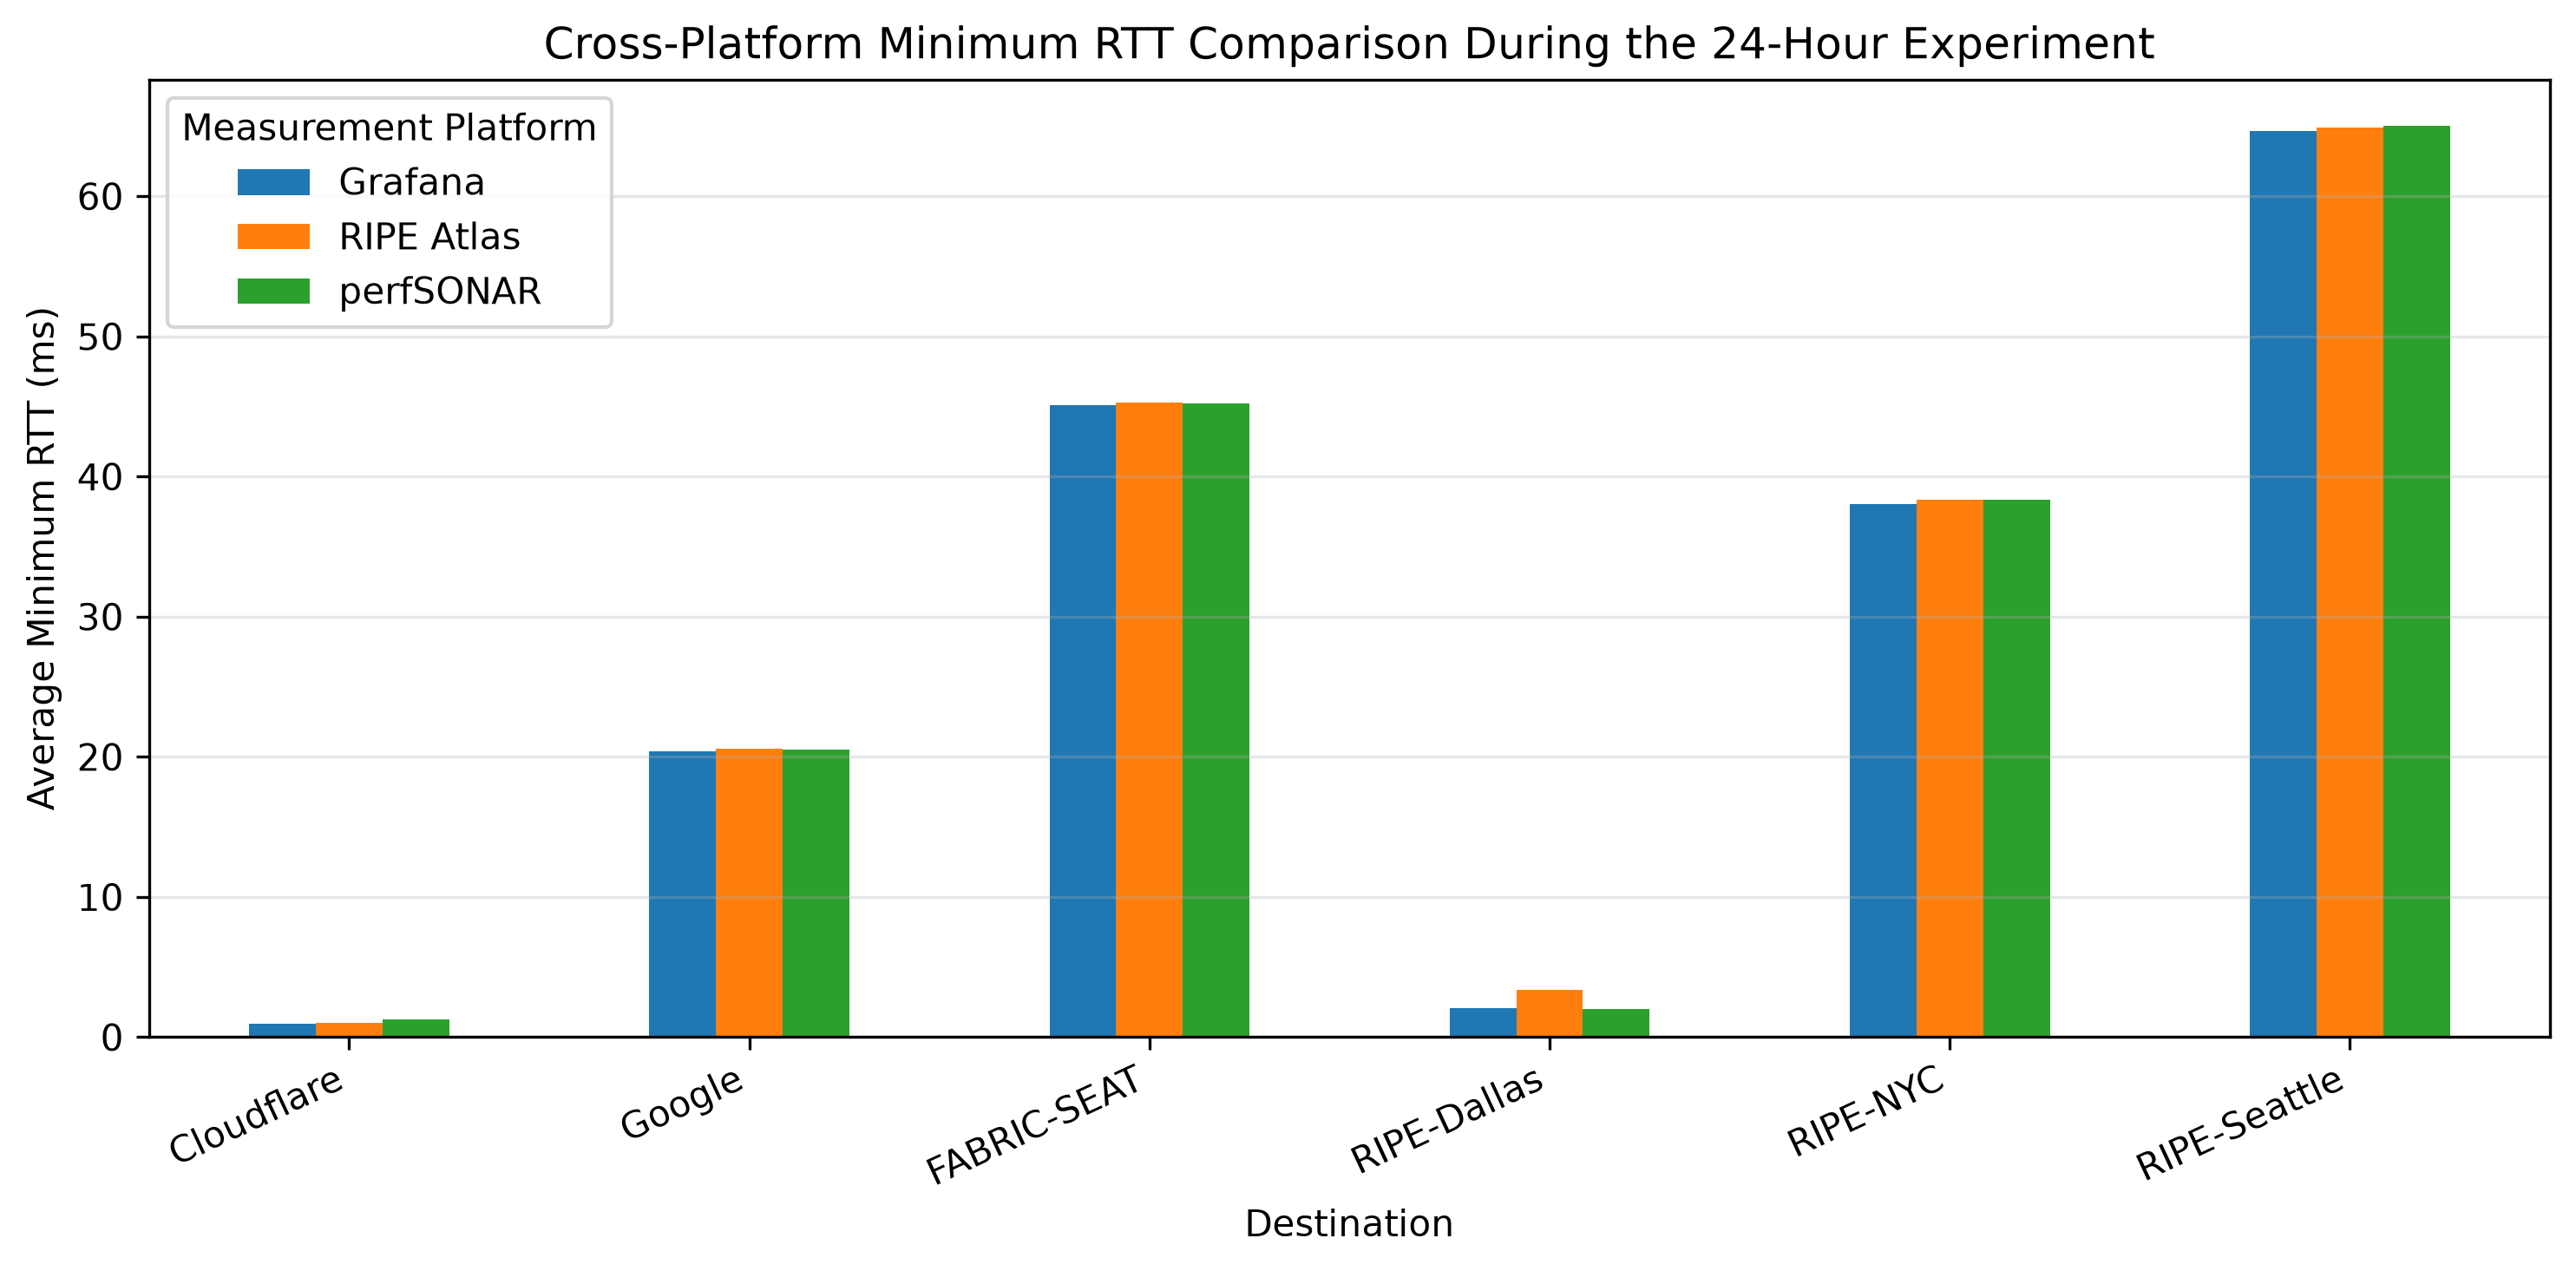 Cross-Platform Minimum RTT Comparison During the 24-Hour Experiment
Measurement Platform
Grafana
RIPE Atlas
perfSONAR
Average Minimum RTT (ms)
60
50
40
30
20
10
0
Cloudflare
Google
FABRIC-SEAT
RIPE-Dallas
RIPE-NYC
RIPE-Seattle
Destination